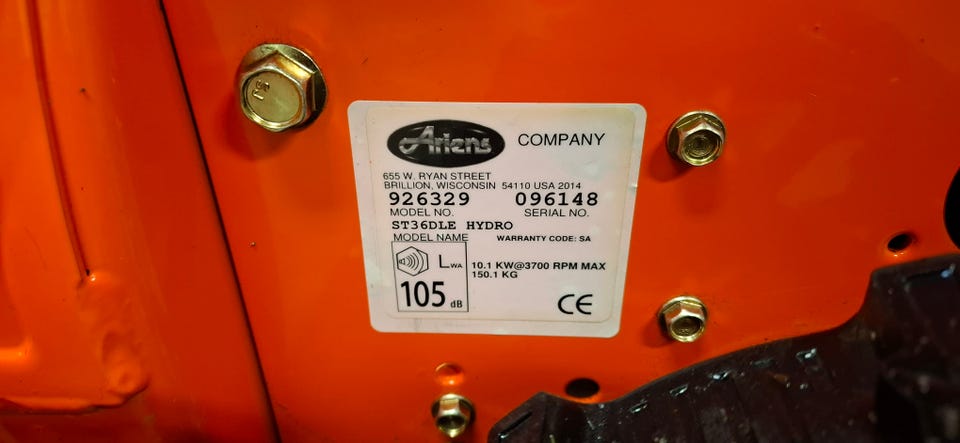 Ariens COMPANY
655 W. RYAN STREET
BRILLION, WISCONSIN 54110 USA 2014
926329 096148
MODEL NO. SERIAL NO.
ST36DLE HYDRO
MODEL NAME WARRANTY CODE: SA
LWA 10.1 KW@3700 RPM MAX
150.1 KG
105 dB
CE